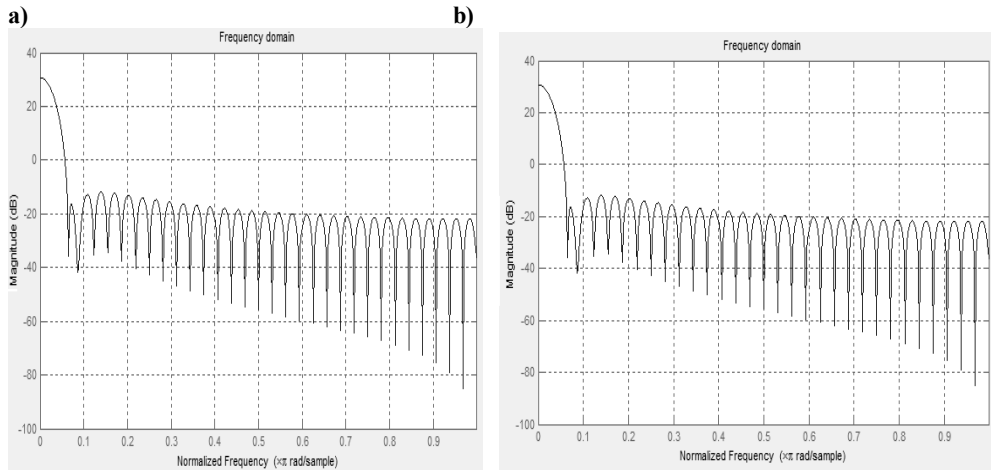 a)
Frequency domain
40
20
0
-20
-40
-60
-80
-100
Magnitude (dB)
0 0.1 0.2 0.3 0.4 0.5 0.6 0.7 0.8 0.9
Normalized Frequency (×π rad/sample)
b)
Frequency domain
40
20
0
-20
-40
-60
-80
-100
Magnitude (dB)
0 0.1 0.2 0.3 0.4 0.5 0.6 0.7 0.8 0.9
Normalized Frequency (×π rad/sample)